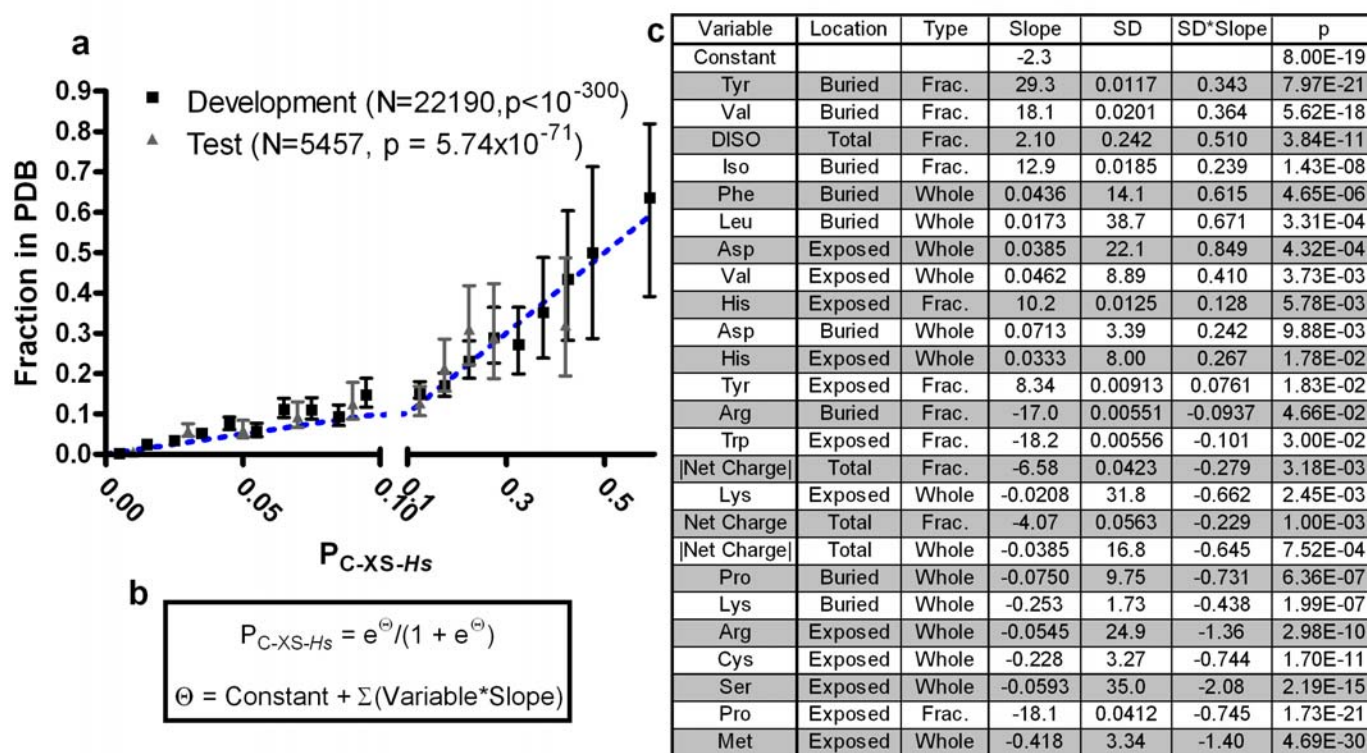 a
Development (N=22190,p<10^-300)
Test (N=5457, p = 5.74x10^-71)
Fraction in PDB
0.9
0.8
0.7
0.6
0.5
0.4
0.3
0.2
0.1
0.0
0.00 0.05 0.10 0.1 0.3 0.5
P_C-XS-Hs
b
P_C-XS-Hs = e^Θ/(1 + e^Θ)
Θ = Constant + Σ(Variable*Slope)
c
Variable Location Type Slope SD SD*Slope p
Constant -2.3 8.00E-19
Tyr Buried Frac. 29.3 0.0117 0.343 7.97E-21
Val Buried Frac. 18.1 0.0201 0.364 5.62E-18
DISO Total Frac. 2.10 0.242 0.510 3.84E-11
Iso Buried Frac. 12.9 0.0185 0.239 1.43E-08
Phe Buried Whole 0.0436 14.1 0.615 4.65E-06
Leu Buried Whole 0.0173 38.7 0.671 3.31E-04
Asp Exposed Whole 0.0385 22.1 0.849 4.32E-04
Val Exposed Whole 0.0462 8.89 0.410 3.73E-03
His Exposed Frac. 10.2 0.0125 0.128 5.78E-03
Asp Buried Whole 0.0713 3.39 0.242 9.88E-03
His Exposed Whole 0.0333 8.00 0.267 1.78E-02
Tyr Exposed Frac. 8.34 0.00913 0.0761 1.83E-02
Arg Buried Frac. -17.0 0.00551 -0.0937 4.66E-02
Trp Exposed Frac. -18.2 0.00556 -0.101 3.00E-02
|Net Charge| Total Frac. -6.58 0.0423 -0.279 3.18E-03
Lys Exposed Whole -0.0208 31.8 -0.662 2.45E-03
Net Charge Total Frac. -4.07 0.0563 -0.229 1.00E-03
|Net Charge| Total Whole -0.0385 16.8 -0.645 7.52E-04
Pro Buried Whole -0.0750 9.75 -0.731 6.36E-07
Lys Buried Whole -0.253 1.73 -0.438 1.99E-07
Arg Exposed Whole -0.0545 24.9 -1.36 2.98E-10
Cys Exposed Whole -0.228 3.27 -0.744 1.70E-11
Ser Exposed Whole -0.0593 35.0 -2.08 2.19E-15
Pro Exposed Frac. -18.1 0.0412 -0.745 1.73E-21
Met Exposed Whole -0.418 3.34 -1.40 4.69E-30